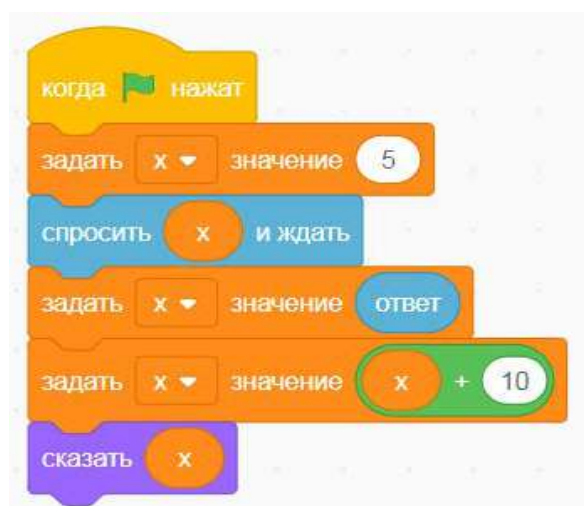 когда нажат
задать x значение 5
спросить x и ждать
задать x значение ответ
задать x значение x + 10
сказать x